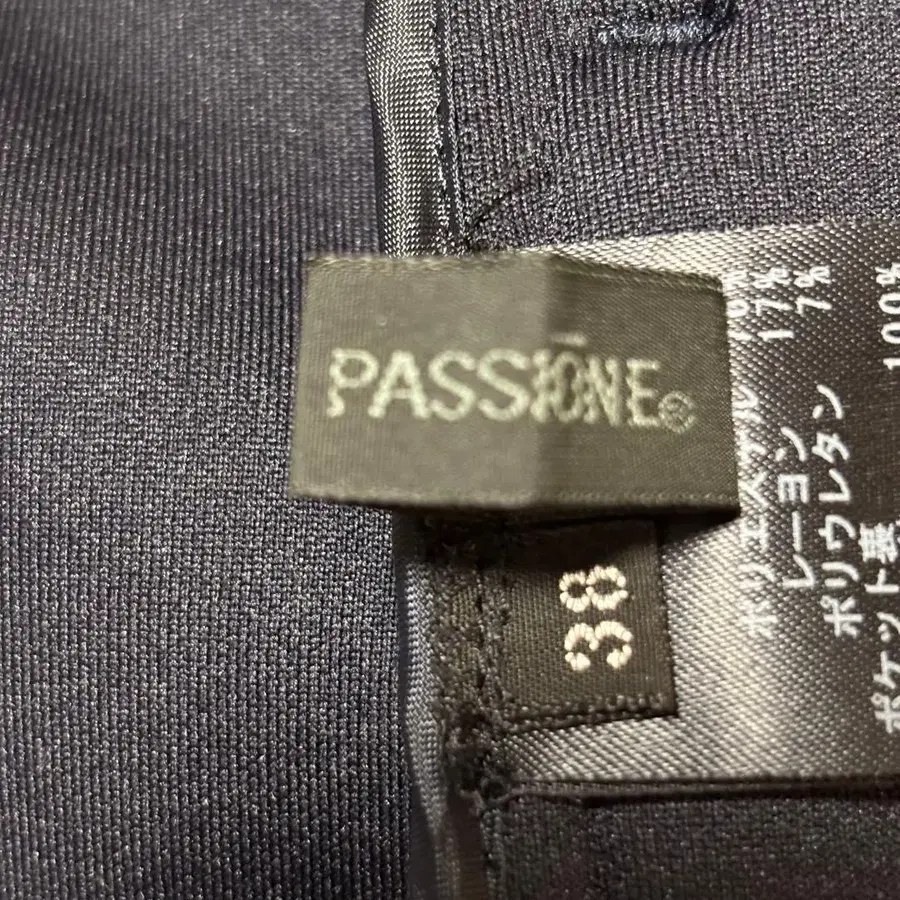 PASSIONE®
38
ポリエステル
レーヨン 17%
ポリウレタン 7%
ポケット裏 100%